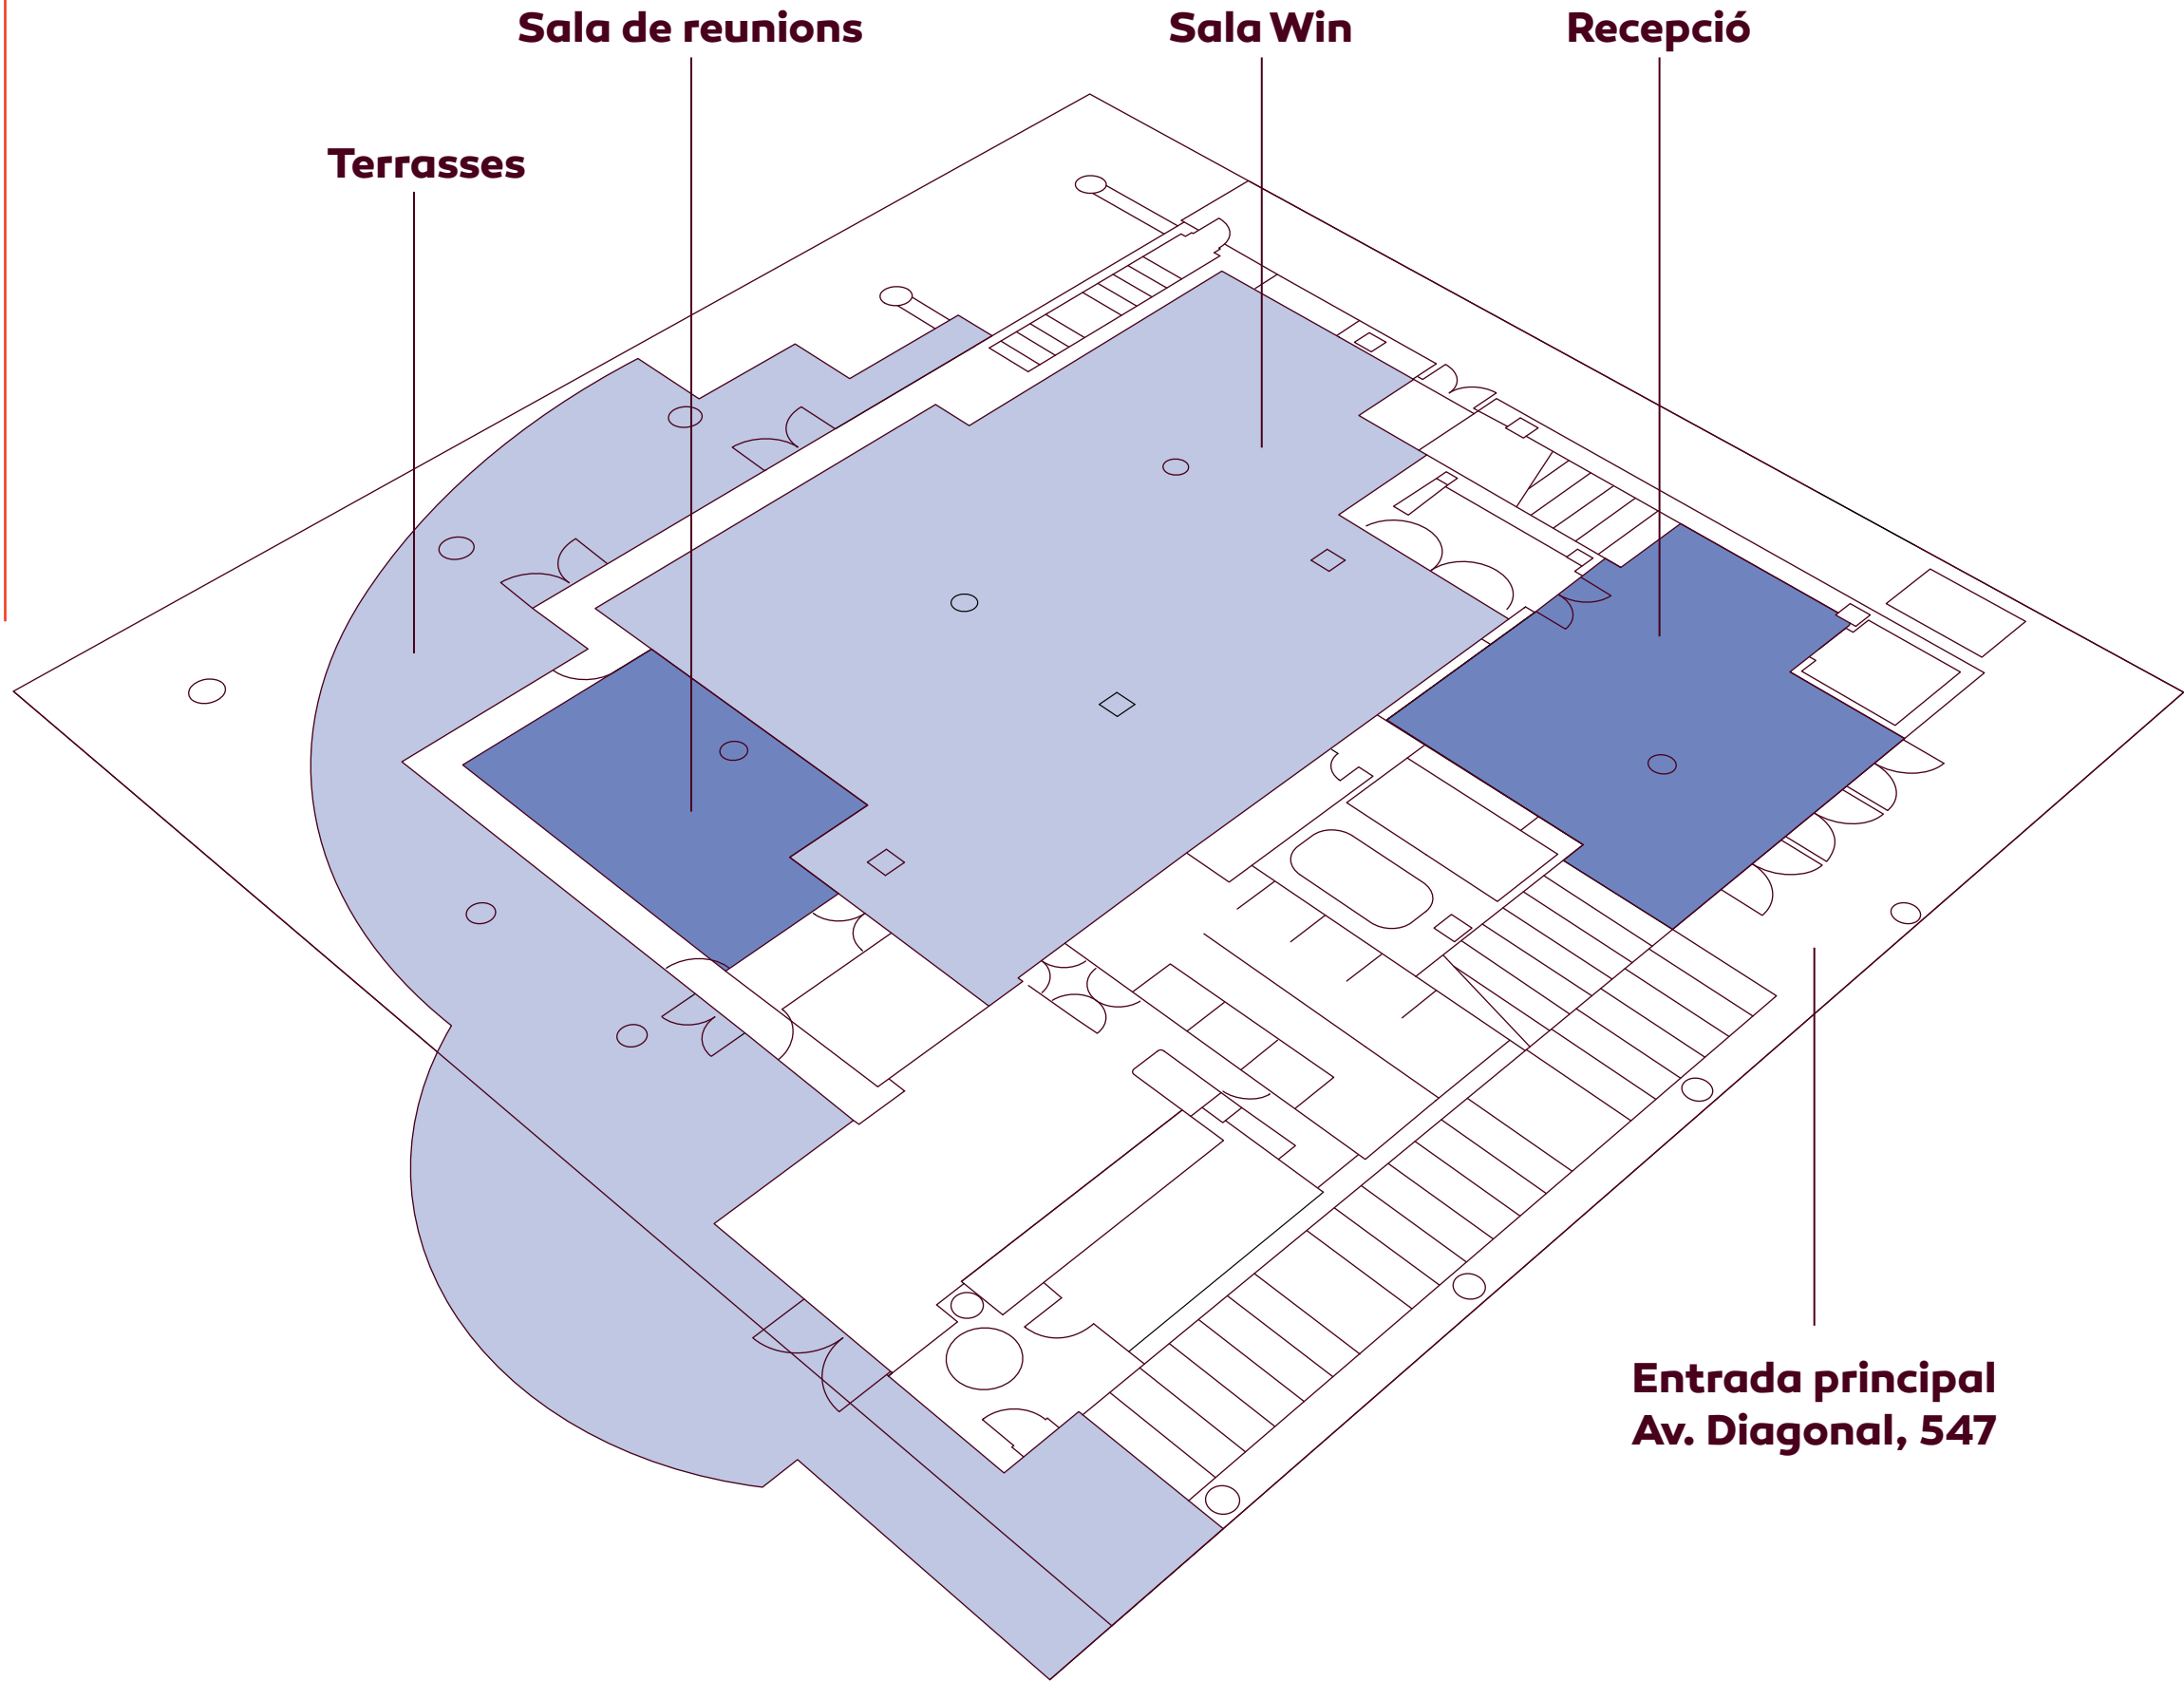 Sala de reunions
Sala Win
Recepció
Terrasses
Entrada principal
Av. Diagonal, 547